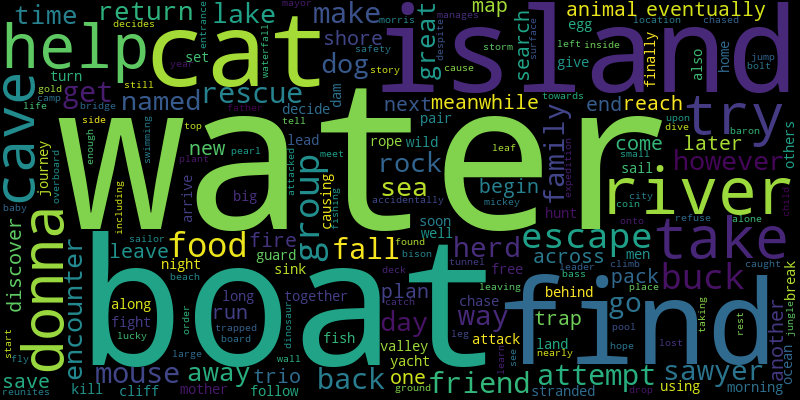 time return lake make map animal eventually
decides entrance mayor morris despite manages location chased
help cat island
set waterfall shore great search egg left inside finally
turn dog safety story cause storm surface give also home jump bolt
gold still year towards
cave get rescue dam next meanwhile end reach try
life camp named decide pair family
bridge father tell
water
side top new lead rope wild leaf upon dive baron come later others
journey enough swimming pearl attacked meet rock small however
including plant causing sea begin sail river
baby overboard arrive big fishing accidentally mickey hunt expedition city coin child
donna group soon onto refuse alone
discover encounter food fire fall found well herd escape take
sailor leave guard bison across men climb caught
night sink deck tunnel free leader bass pack buck
beach leaving place
along long together plan catch chase behind go another break
start fight run order dinosaur day way trap taking jungle
lucky trapped board fish attack land pool rest ocean
boat find
fly large wall valley leg see nearly hope lost
reunites mouse away trio yacht one learn friend attempt sawyer
save kill cliff mother follow back ground stranded drop using morning